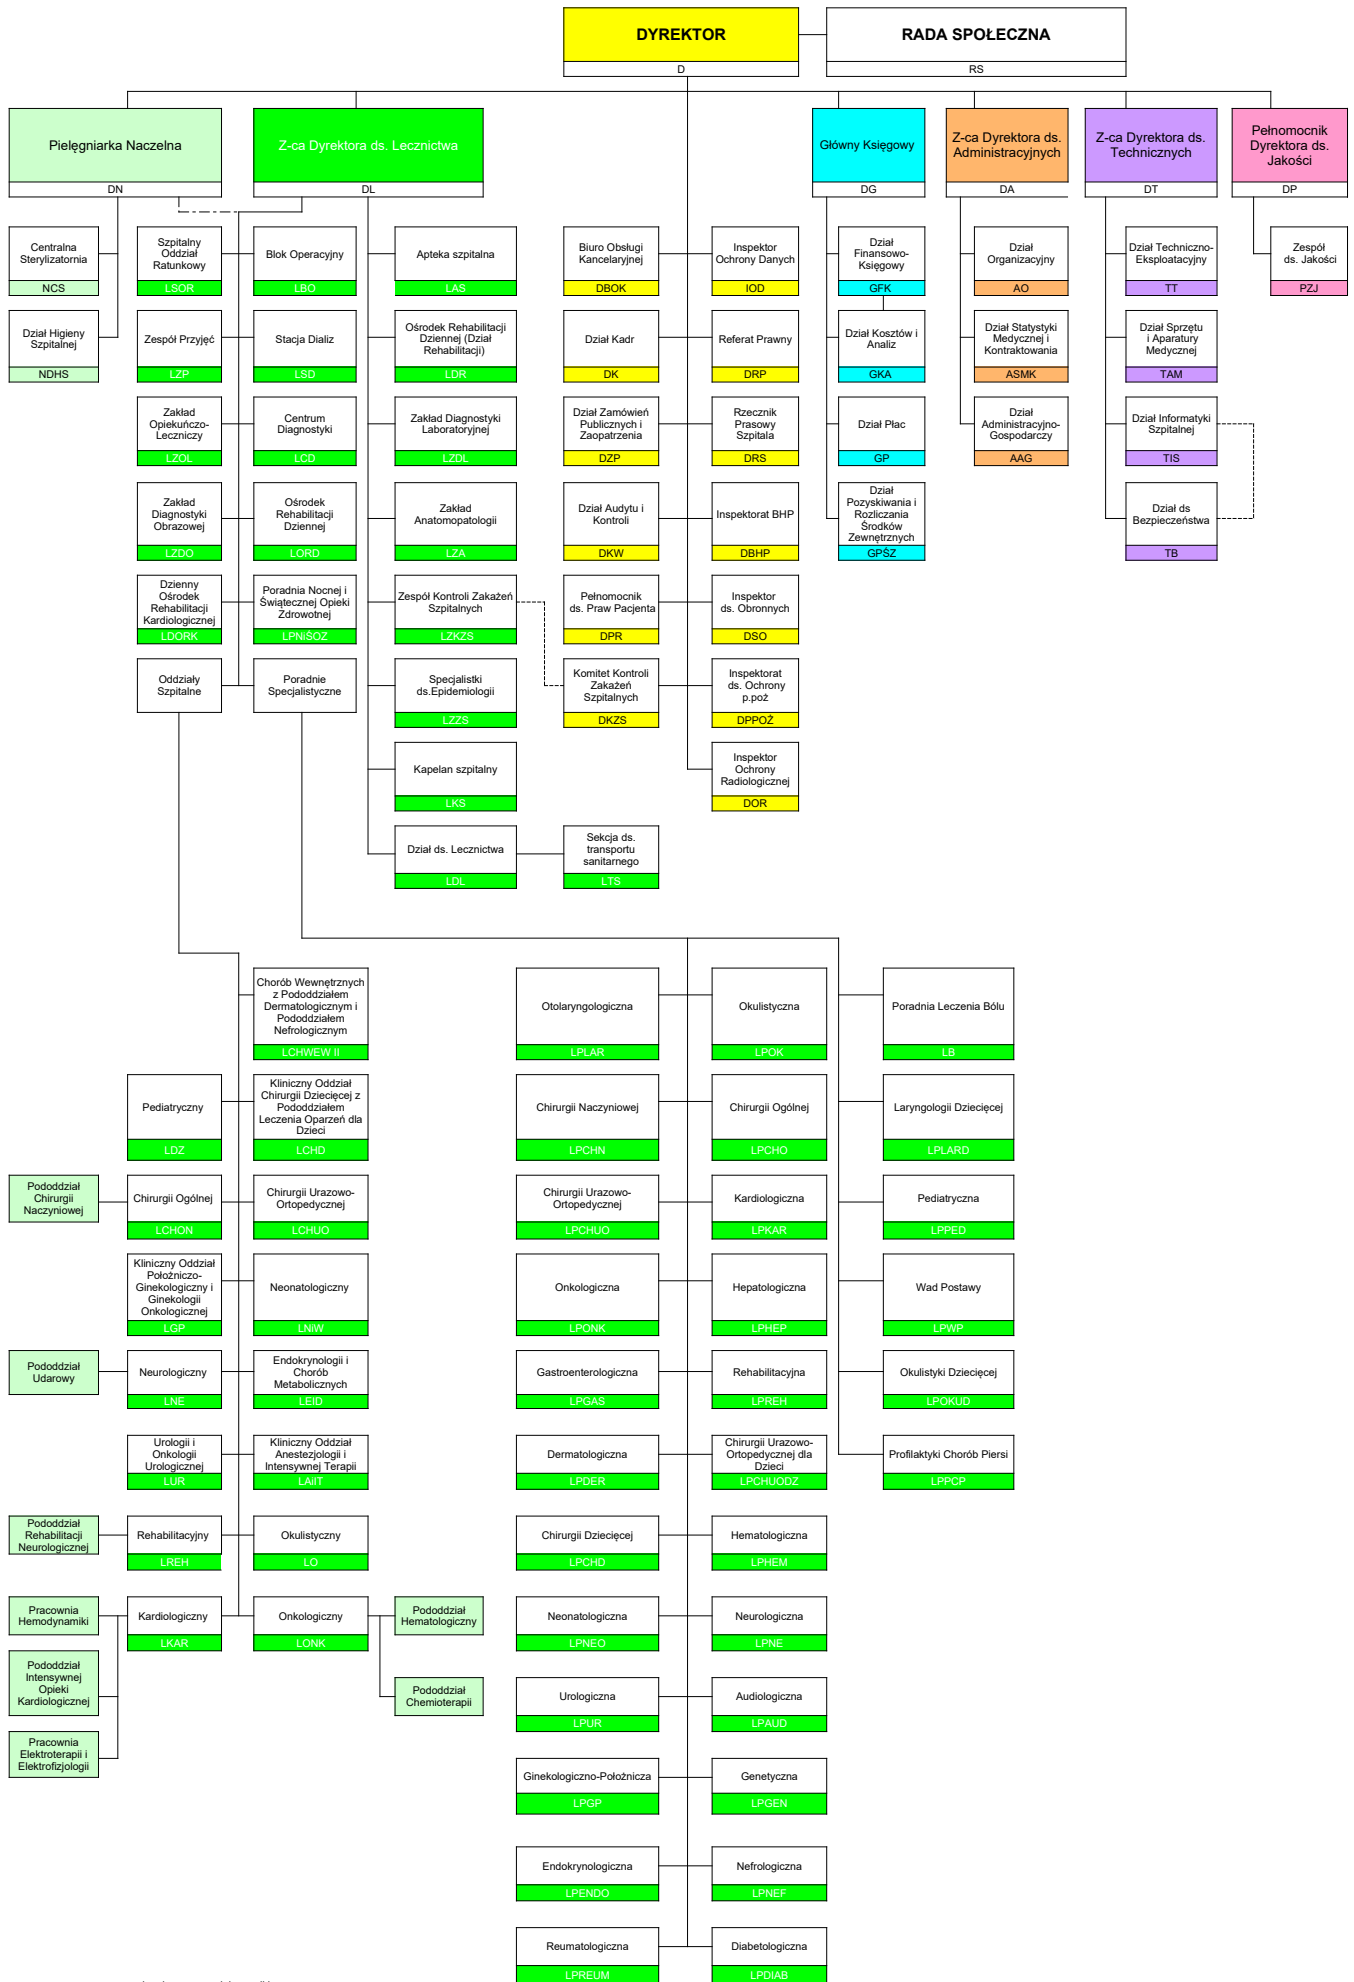 DYREKTOR
D
RADA SPOŁECZNA
RS
Pielęgniarka Naczelna
DN
Z-ca Dyrektora ds. Lecznictwa
DL
Główny Księgowy
DG
Z-ca Dyrektora ds.
Administracyjnych
DA
Z-ca Dyrektora ds.
Technicznych
DT
Pełnomocnik
Dyrektora ds.
Jakości
DP
Centralna
Sterylizatornia
NCS
Szpitalny
Oddział
Ratunkowy
LSOR
Blok Operacyjny
LBO
Apteka szpitalna
LAS
Biuro Obsługi
Kancelaryjnej
DBOK
Inspektor
Ochrony Danych
IOD
Dział
Finansowo-
Księgowy
GFK
Dział
Organizacyjny
AO
Dział Techniczno-
Eksploatacyjny
TT
Zespół
ds. Jakości
PZJ
Dział Higieny
Szpitalnej
NDHS
Zespół Przyjęć
LZP
Stacja Dializ
LSD
Ośrodek Rehabilitacji
Dziennej (Dział
Rehabilitacji)
LDR
Dział Kadr
DK
Referat Prawny
DRP
Dział Kosztów i
Analiz
GKA
Dział Statystyki
Medycznej i
Kontraktowania
ASMK
Dział Sprzętu
i Aparatury
Medycznej
TAM
Zakład
Opiekuńczo-
Leczniczy
LZOL
Centrum
Diagnostyki
LCD
Zakład Diagnostyki
Laboratoryjnej
LZDL
Dział Zamówień
Publicznych i
Zaopatrzenia
DZP
Rzecznik
Prasowy
Szpitala
DRS
Dział Płac
GP
Dział
Administracyjno-
Gospodarczy
AAG
Dział Informatyki
Szpitalnej
TIS
Zakład
Diagnostyki
Obrazowej
LZDO
Ośrodek
Rehabilitacji
Dziennej
LORD
Zakład
Anatomopatologii
LZA
Dział Audytu i
Kontroli
DKW
Inspektorat BHP
DBHP
Dział
Pozyskiwania i
Rozliczania
Środków
Zewnętrznych
GPŚZ
Dział ds
Bezpieczeństwa
TB
Dzienny
Ośrodek
Rehabilitacji
Kardiologicznej
LDORK
Poradnia Nocnej i
Świątecznej Opieki
Zdrowotnej
LPNiŚOZ
Zespół Kontroli Zakażeń
Szpitalnych
LZKZS
Pełnomocnik
ds. Praw Pacjenta
DPR
Inspektor
ds. Obronnych
DSO
Oddziały
Szpitalne
Poradnie
Specjalistyczne
Specjalistki
ds.Epidemiologii
LZZS
Komitet Kontroli
Zakażeń
Szpitalnych
DKZS
Inspektorat
ds. Ochrony
p.poż
DPPOŻ
Kapelan szpitalny
LKS
Inspektor
Ochrony
Radiologicznej
DOR
Dział ds. Lecznictwa
LDL
Sekcja ds.
transportu
sanitarnego
LTS
Chorób Wewnętrznych
z Pododdziałem
Dermatologicznym i
Pododdziałem
Nefrologicznym
LCHWEW II
Otolaryngologiczna
LPLAR
Okulistyczna
LPOK
Poradnia Leczenia Bólu
LB
Pediatryczny
LDZ
Kliniczny Oddział
Chirurgii Dziecięcej z
Pododdziałem
Leczenia Oparzeń dla
Dzieci
LCHD
Chirurgii Naczyniowej
LPCHN
Chirurgii Ogólnej
LPCHO
Laryngologii Dziecięcej
LPLARD
Pododdział
Chirurgii
Naczyniowej
Chirurgii Ogólnej
LCHON
Chirurgii Urazowo-
Ortopedycznej
LCHUO
Chirurgii Urazowo-
Ortopedycznej
LPCHUO
Kardiologiczna
LPKAR
Pediatryczna
LPPED
Kliniczny Oddział
Położniczo-
Ginekologiczny i
Ginekologii
Onkologicznej
LGP
Neonatologiczny
LNiW
Onkologiczna
LPONK
Hepatologiczna
LPHEP
Wad Postawy
LPWP
Pododdział
Udarowy
Neurologiczny
LNE
Endokrynologii i
Chorób
Metabolicznych
LEID
Gastroenterologiczna
LPGAS
Rehabilitacyjna
LPREH
Okulistyki Dziecięcej
LPOKUD
Urologii i
Onkologii
Urologicznej
LUR
Kliniczny Oddział
Anestezjologii i
Intensywnej Terapii
LAiIT
Dermatologiczna
LPDER
Chirurgii Urazowo-
Ortopedycznej dla
Dzieci
LPCHUODZ
Profilaktyki Chorób Piersi
LPPCP
Pododdział
Rehabilitacji
Neurologicznej
Rehabilitacyjny
LREH
Okulistyczny
LO
Chirurgii Dziecięcej
LPCHD
Hematologiczna
LPHEM
Pracownia
Hemodynamiki
Kardiologiczny
LKAR
Onkologiczny
LONK
Pododdział
Hematologiczny
Neonatologiczna
LPNEO
Neurologiczna
LPNE
Pododdział
Intensywnej
Opieki
Kardiologicznej
Pododdział
Chemioterapii
Urologiczna
LPUR
Audiologiczna
LPAUD
Pracownia
Elektroterapii i
Elektrofizjologii
Ginekologiczno-Położnicza
LPGP
Genetyczna
LPGEN
Endokrynologiczna
LPENDO
Nefrologiczna
LPNEF
Reumatologiczna
LPREUM
Diabetologiczna
LPDIAB